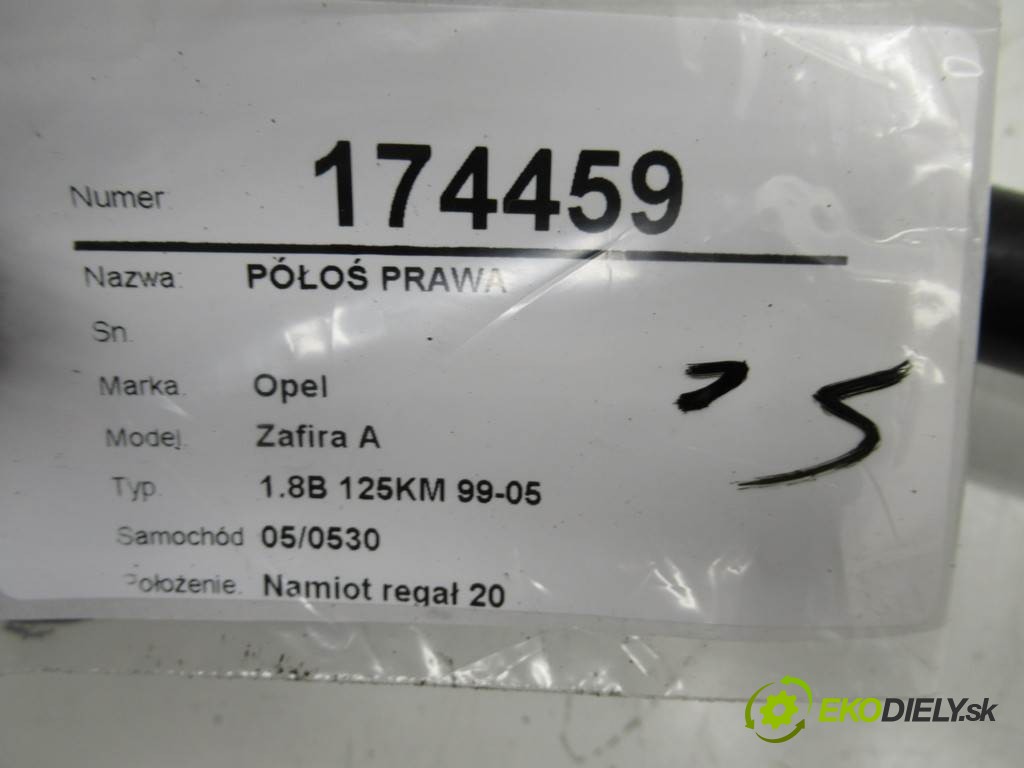 Numer 174459
Nazwa: PÓŁOŚ PRAWA
Sn.
Marka. Opel
Model. Zafira A
Typ. 1.8B 125KM 99-05
Samochód 05/0530
Położenie. Namiot regał 20
EKODIELY.sk